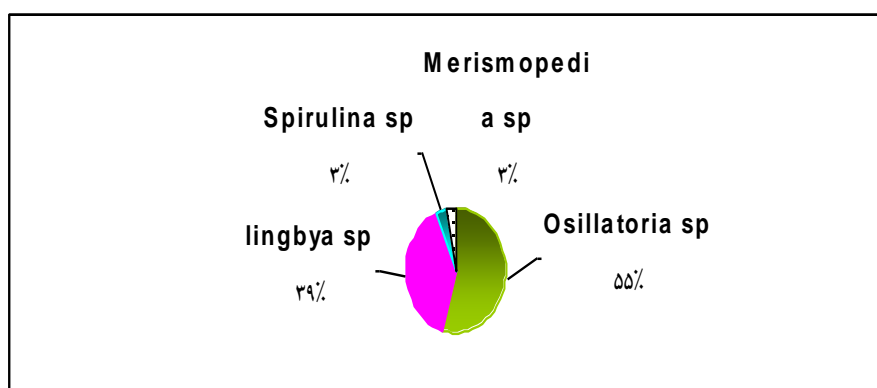 Merismopedi
a sp
۳٪
Spirulina sp
۳٪
lingbya sp
۳۹٪
Osillatoria sp
۵۵٪